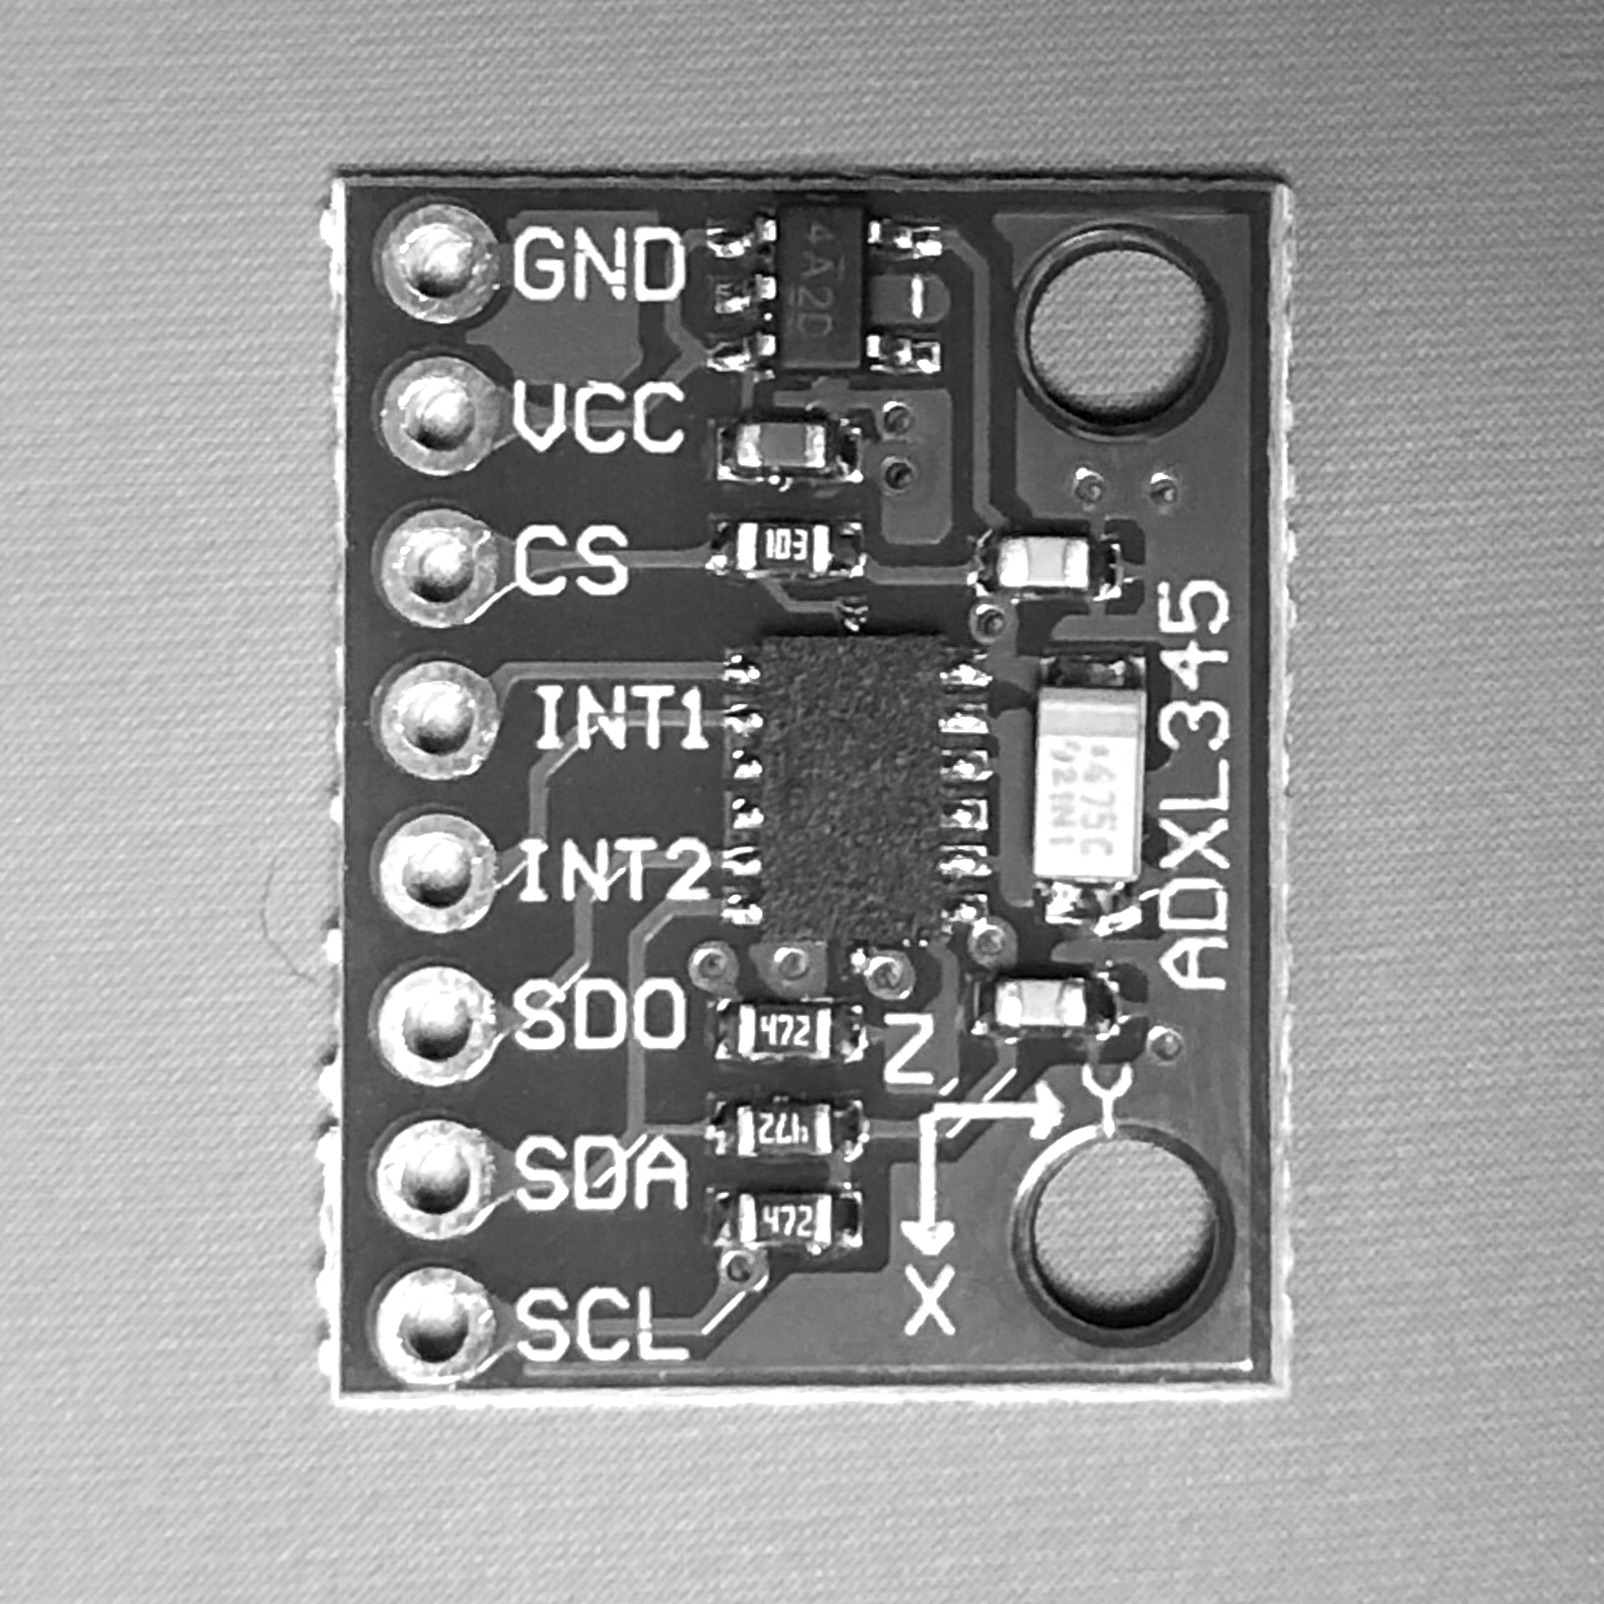 GND
4A2D
VCC
CS
103
INT1
INT2
ADXL345
SDO
472
Z
Y
SDA
472
472
X
SCL